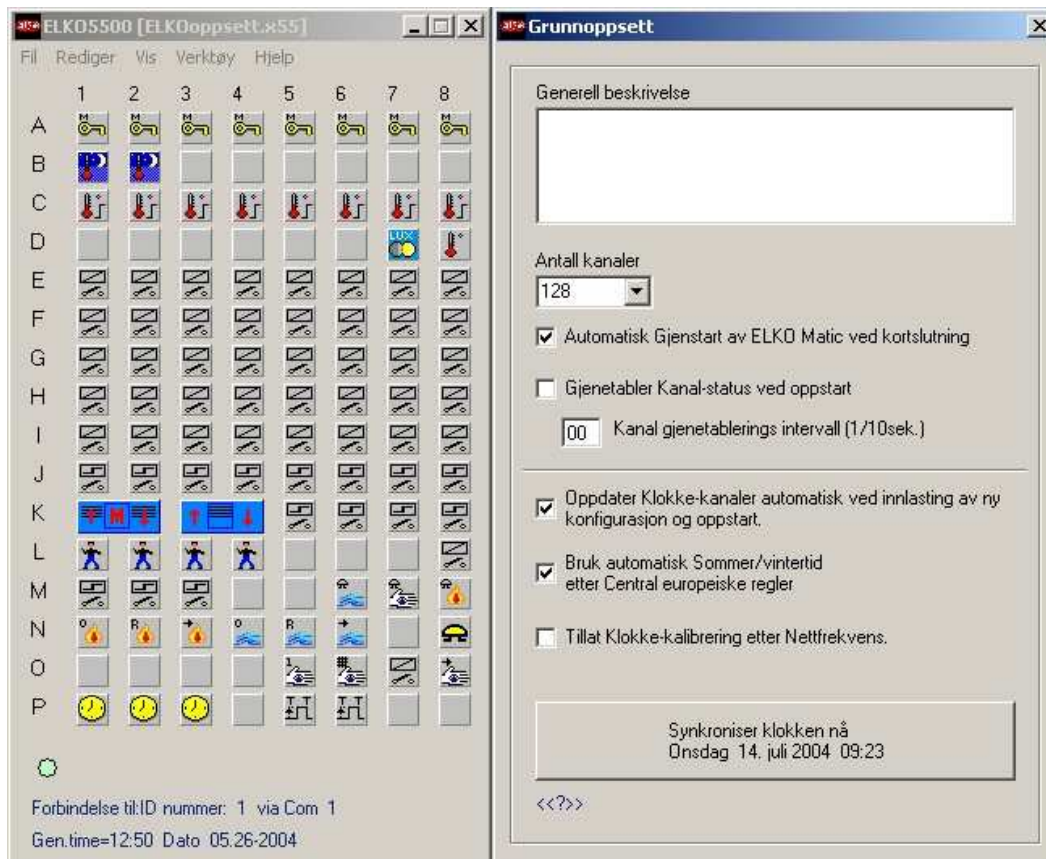 ELKO5500 [ELKOoppsett.x55]
Fil Rediger Vis Verktøy Hjelp
1 2 3 4 5 6 7 8
A
B
C
D
LUX
E
F
G
H
I
J
K
M
L
M
N
O
P
Forbindelse til:ID nummer: 1 via Com 1
Gen.time=12:50 Dato 05.26-2004
Grunnoppsett
Generell beskrivelse
Antall kanaler
128
Automatisk Gjenstart av ELKO Matic ved kortslutning
Gjenetabler Kanal-status ved oppstart
00 Kanal gjenetablerings intervall (1/10sek.)
Oppdater Klokke-kanaler automatisk ved innlasting av ny
konfigurasjon og oppstart.
Bruk automatisk Sommer/vintertid
etter Central europeiske regler
Tillat Klokke-kalibrering etter Nettfrekvens.
Synkroniser klokken nå
Onsdag 14. juli 2004 09:23
<<?>>